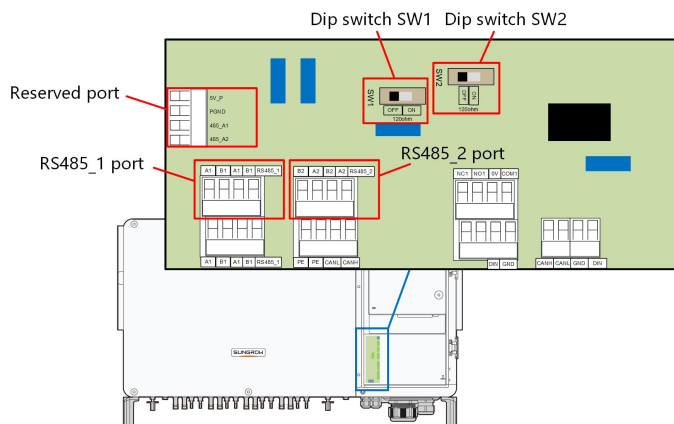 Dip switch SW1 Dip switch SW2
Reserved port
5V_P
PGND
485_A1
485_A2
SW1
OFF ON
120ohm
SW2
OFF ON
120ohm
RS485_1 port
RS485_2 port
A1 B1 A1 B1 RS485_1
B2 A2 B2 A2 RS485_2
NC1 NO1 0V COM1
A1 B1 A1 B1 RS485_1
PE PE CANL CANH
DIN GND
CANH CANL GND DIN
SUNGROW